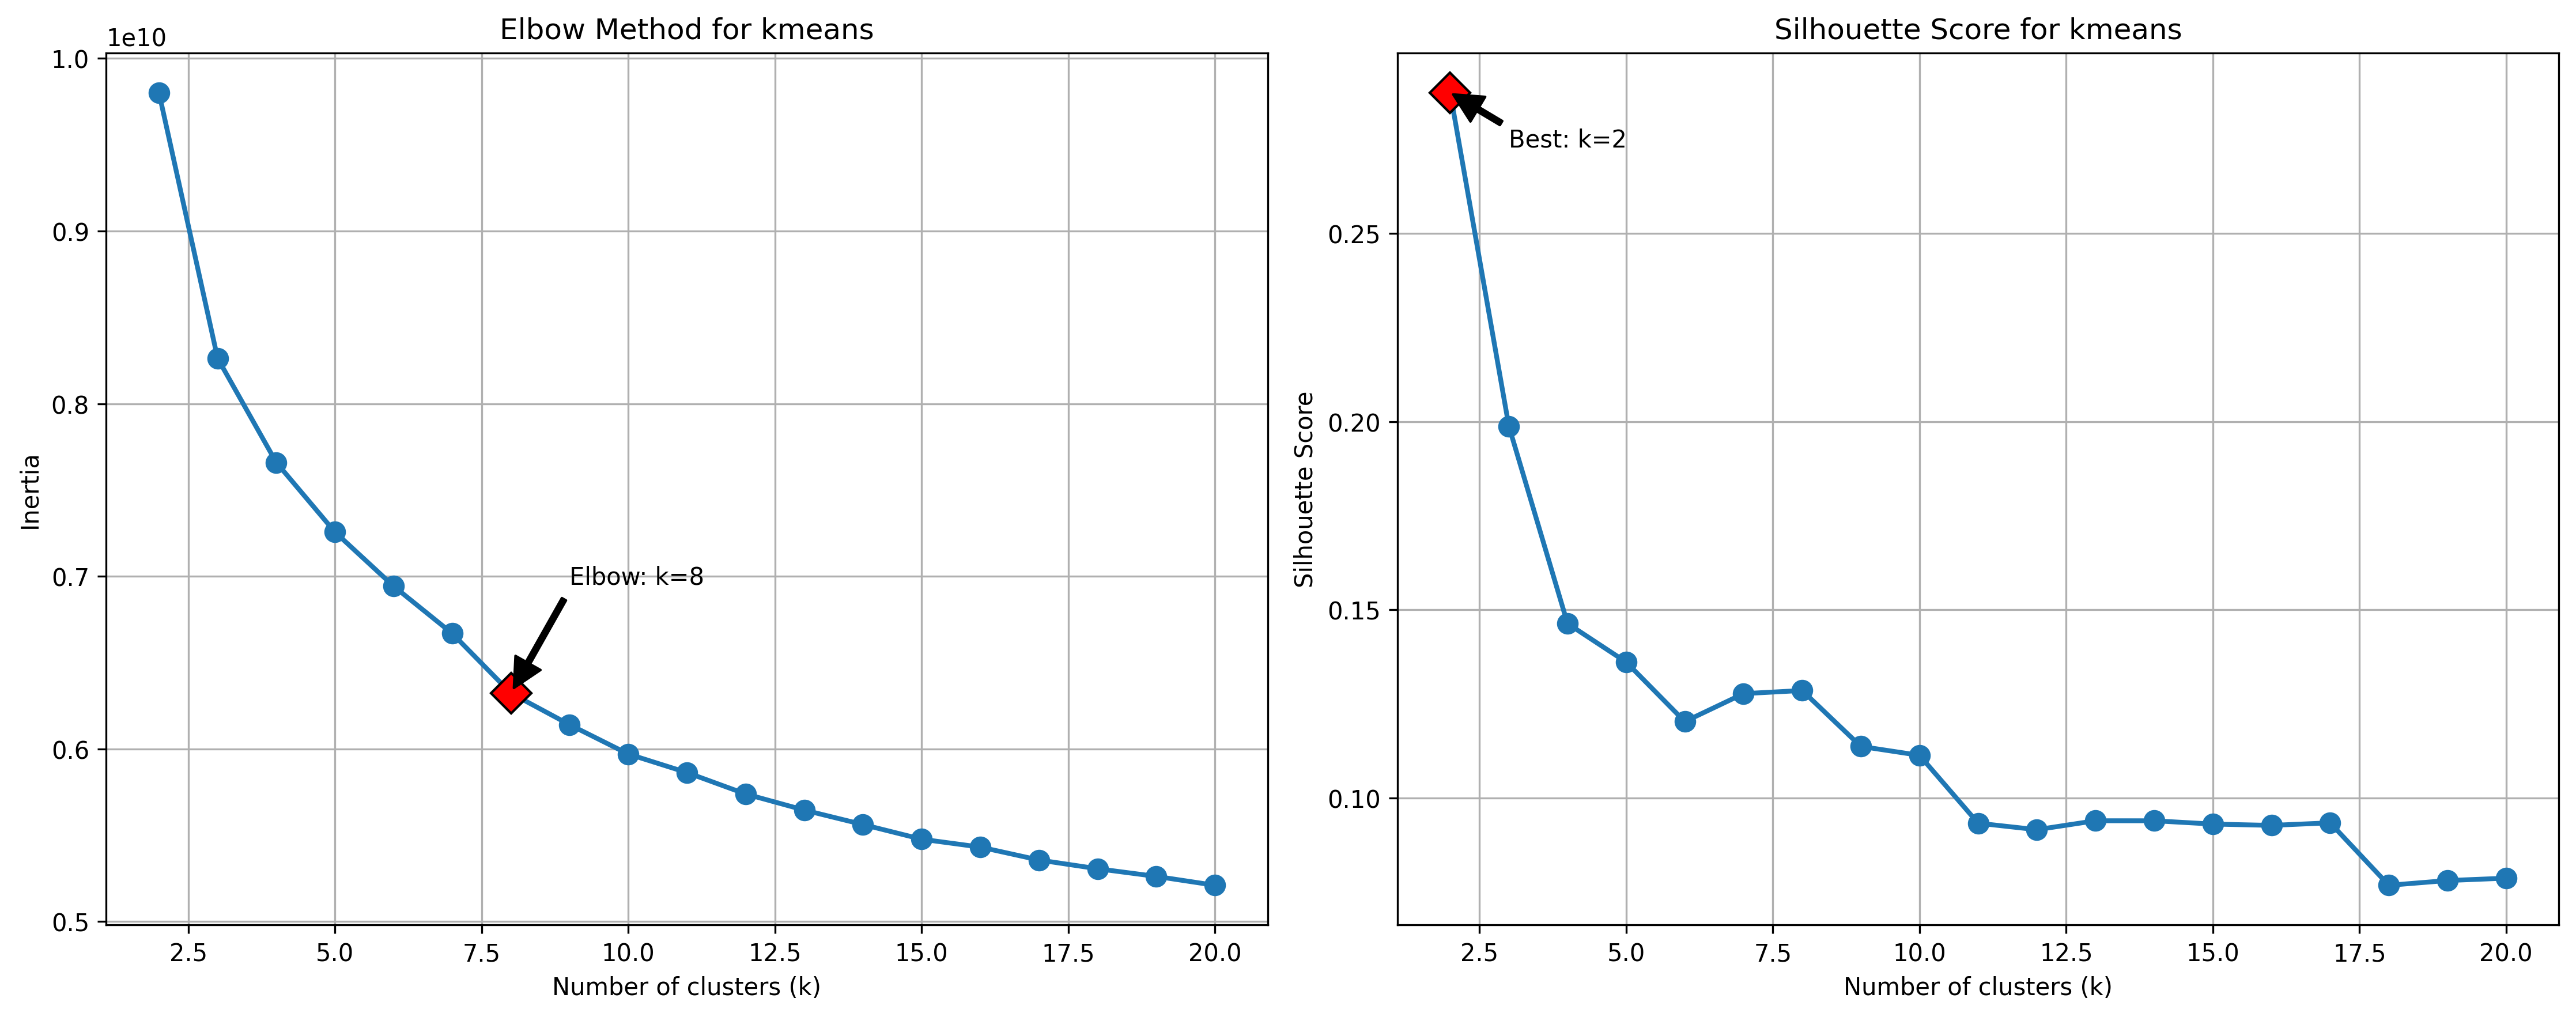 Elbow Method for kmeans
1e10
1.0
0.9
0.8
0.7
0.6
0.5
Inertia
Elbow: k=8
2.5 5.0 7.5 10.0 12.5 15.0 17.5 20.0
Number of clusters (k)
Silhouette Score for kmeans
Best: k=2
0.25
0.20
0.15
0.10
Silhouette Score
2.5 5.0 7.5 10.0 12.5 15.0 17.5 20.0
Number of clusters (k)